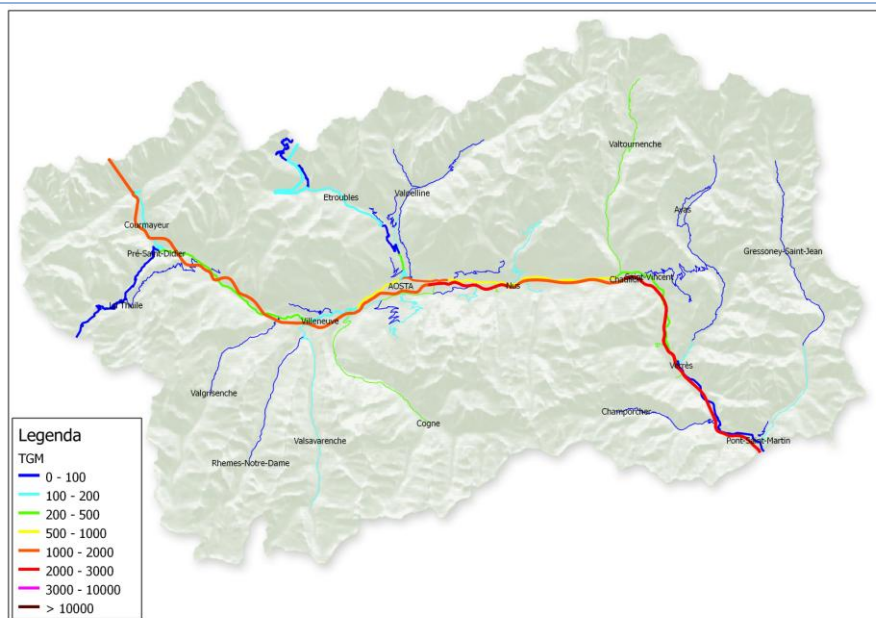 Valtournenche
Etroubles
Valpelline
Ayas
Courmayeur
Gressoney-Saint-Jean
Pré-Saint-Didier
Saint-Vincent
Châtillon
AOSTA
Nus
La Thuile
Villeneuve
Verrès
Valgrisenche
Champorcher
Cogne
Valsavarenche
Pont-Saint-Martin
Rhemes-Notre-Dame
Legenda
TGM
0 - 100
100 - 200
200 - 500
500 - 1000
1000 - 2000
2000 - 3000
3000 - 10000
> 10000